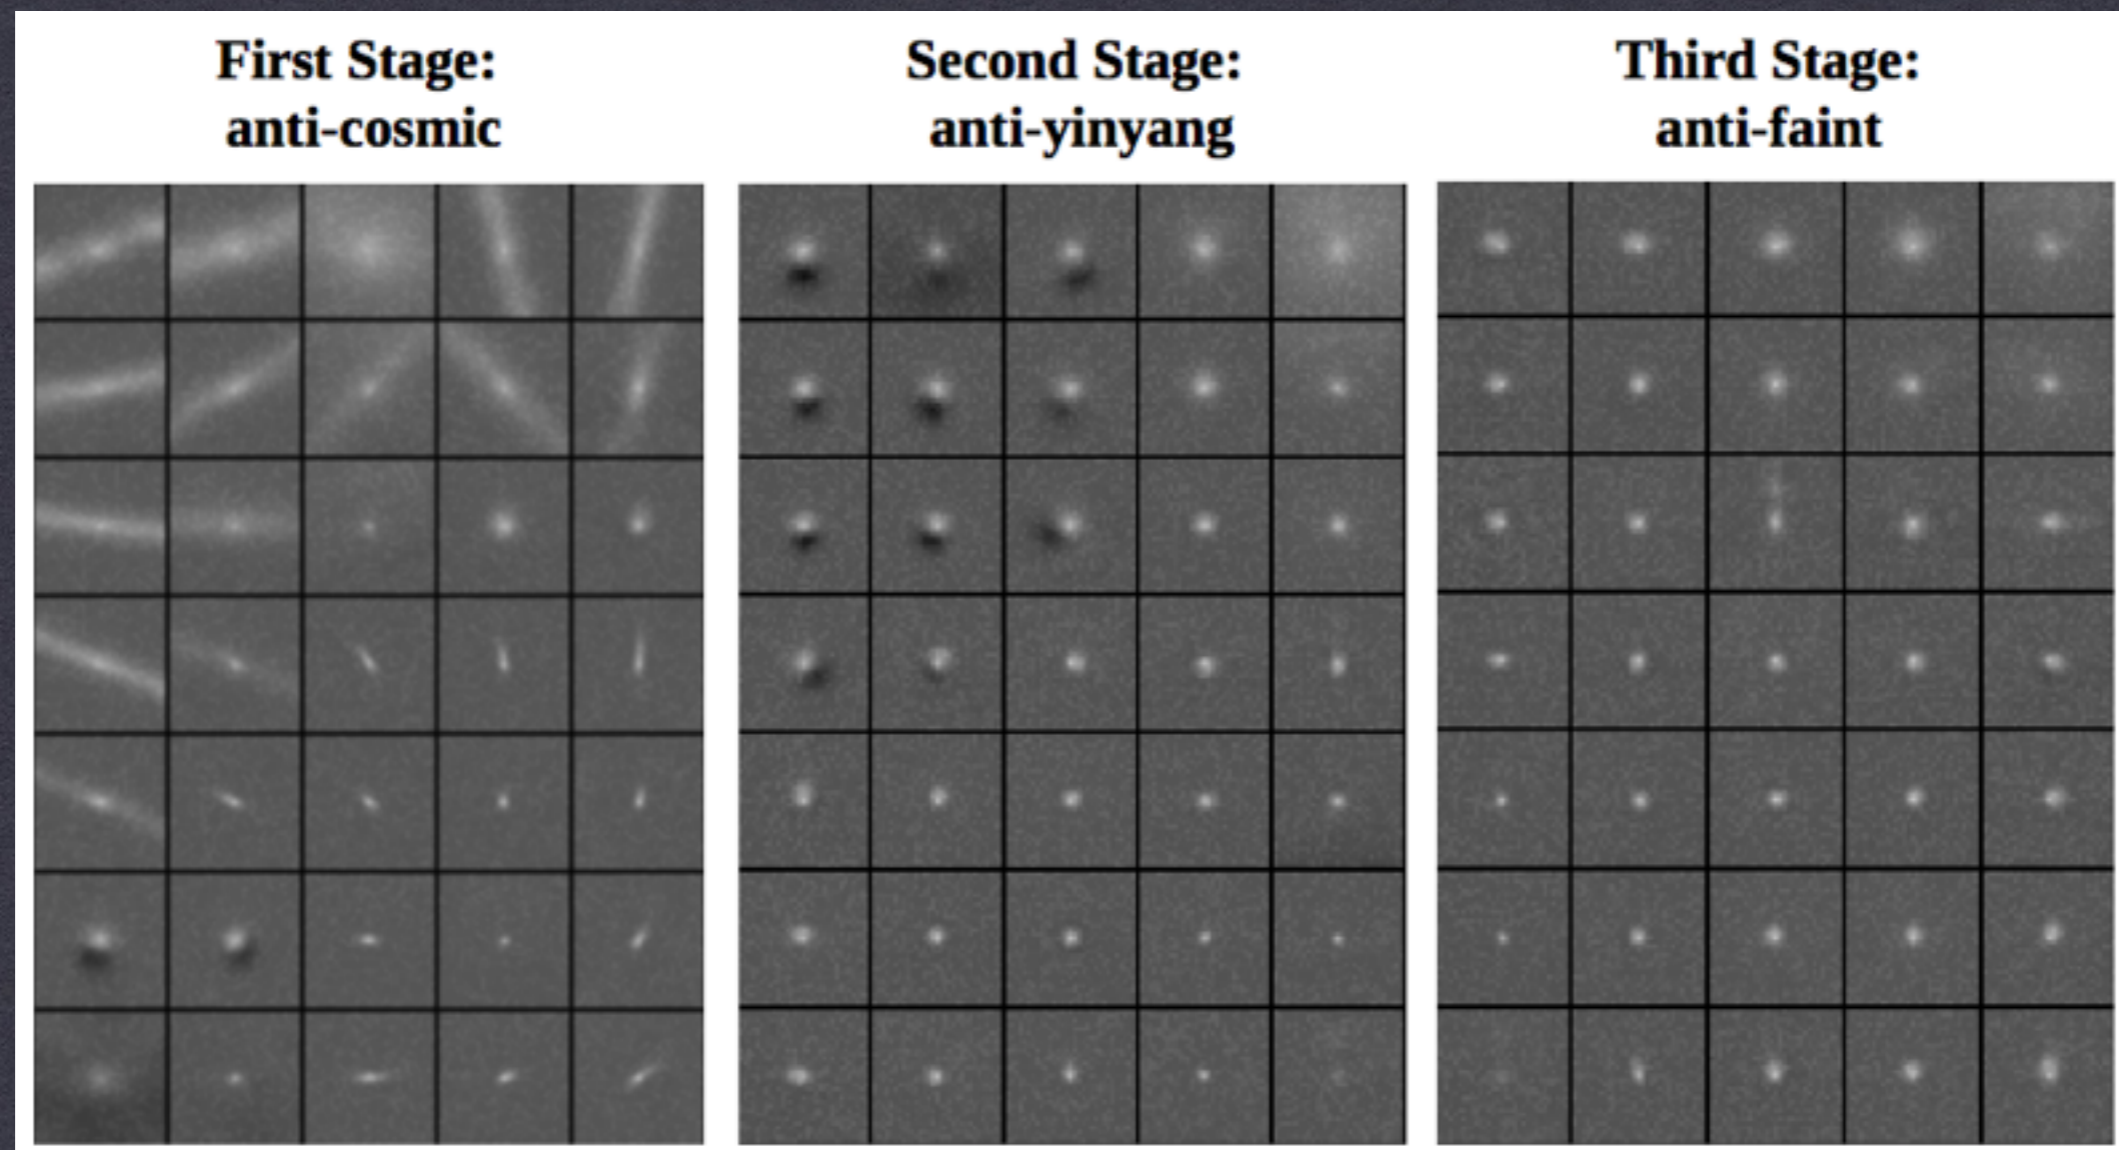 First Stage:
anti-cosmic
Second Stage:
anti-yinyang
Third Stage:
anti-faint